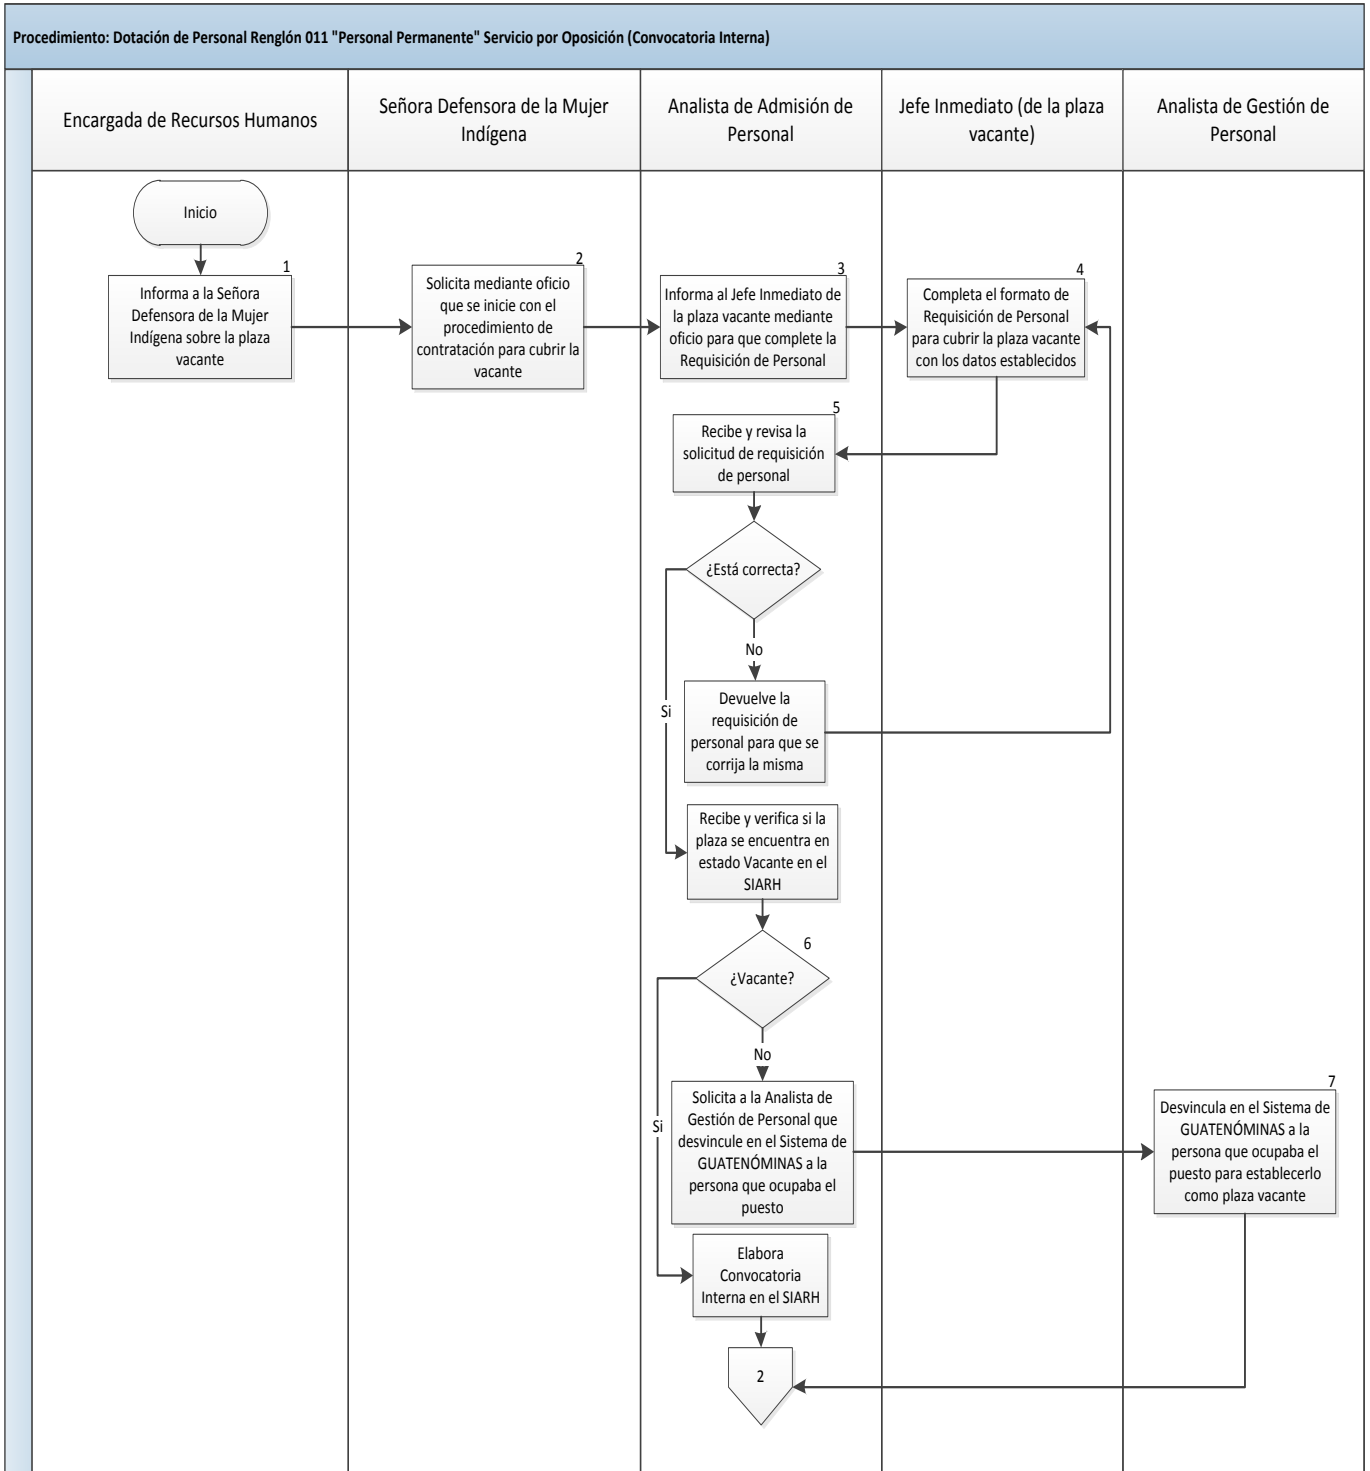 Procedimiento: Dotación de Personal Renglón 011 "Personal Permanente" Servicio por Oposición (Convocatoria Interna)
Encargada de Recursos Humanos
Señora Defensora de la Mujer
Indígena
Analista de Admisión de
Personal
Jefe Inmediato (de la plaza
vacante)
Analista de Gestión de
Personal
Inicio
1
Informa a la Señora
Defensora de la Mujer
Indígena sobre la plaza
vacante
2
Solicita mediante oficio
que se inicie con el
procedimiento de
contratación para cubrir la
vacante
3
Informa al Jefe Inmediato de
la plaza vacante mediante
oficio para que complete la
Requisición de Personal
4
Completa el formato de
Requisición de Personal
para cubrir la plaza vacante
con los datos establecidos
5
Recibe y revisa la
solicitud de requisición
de personal
¿Está correcta?
No
Si
Devuelve la
requisición de
personal para que se
corrija la misma
Recibe y verifica si la
plaza se encuentra en
estado Vacante en el
SIARH
6
¿Vacante?
No
Si
Solicita a la Analista de
Gestión de Personal que
desvincule en el Sistema de
GUATENÓMINAS a la
persona que ocupaba el
puesto
7
Desvincula en el Sistema de
GUATENÓMINAS a la
persona que ocupaba el
puesto para establecerlo
como plaza vacante
Elabora
Convocatoria
Interna en el SIARH
2